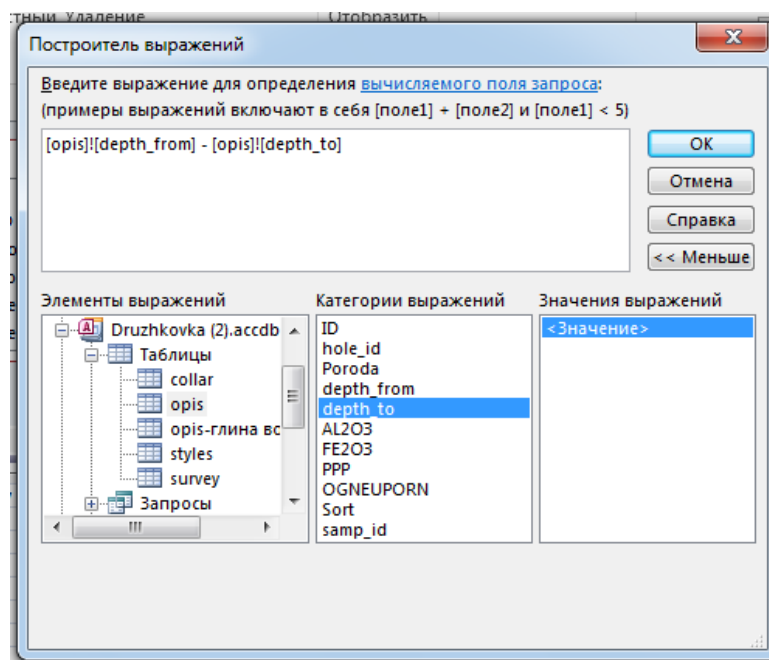 тный Удаление Отобразить
Построитель выражений
Введите выражение для определения вычисляемого поля запроса:
(примеры выражений включают в себя [поле1] + [поле2] и [поле1] < 5)
[opis]![depth_from] - [opis]![depth_to]
ОК
Отмена
Справка
<< Меньше
Элементы выражений
Druzhkovka (2).accdb
Таблицы
collar
opis
opis-глина вс
styles
survey
Запросы
Категории выражений
ID
hole_id
Poroda
depth_from
depth_to
AL2O3
FE2O3
PPP
OGNEUPORN
Sort
samp_id
Значения выражений
<Значение>